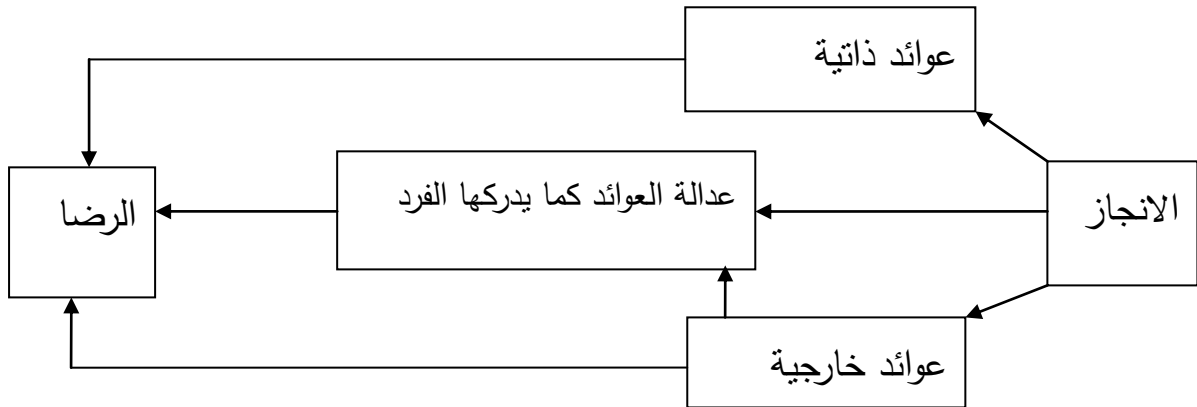 عوائد ذاتية
عدالة العوائد كما يدركها الفرد
الانجاز
الرضا
عوائد خارجية